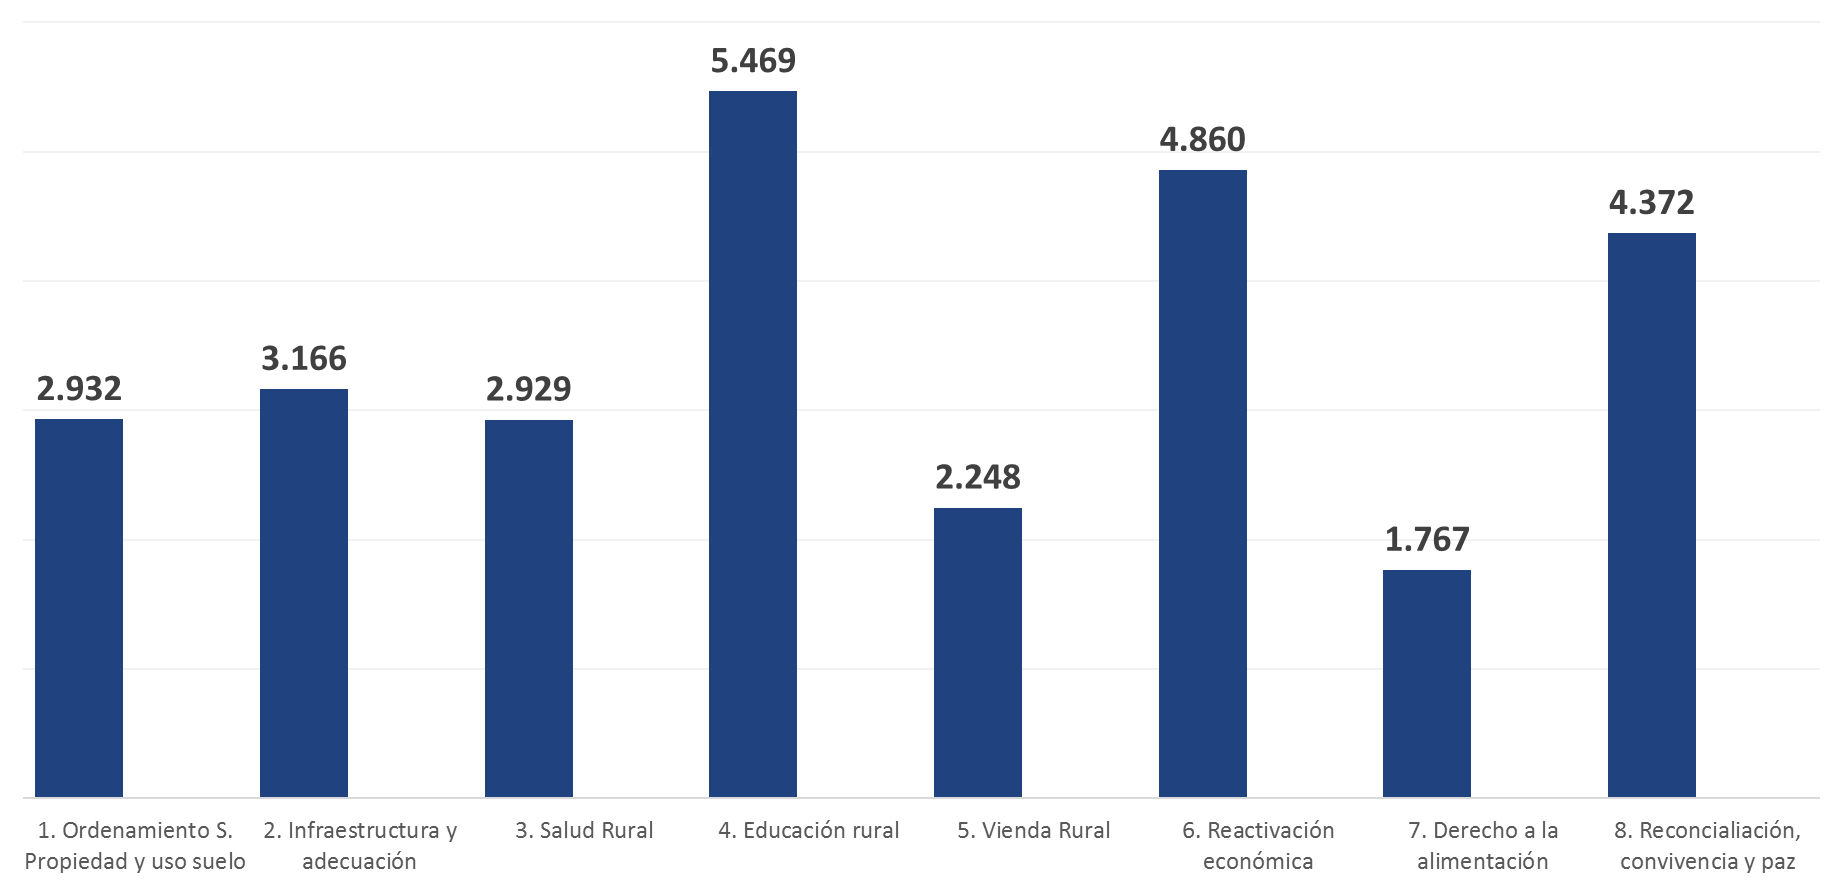 5.469
4.860
4.372
3.166
2.932
2.929
2.248
1.767
1. Ordenamiento S.
Propiedad y uso suelo
2. Infraestructura y
adecuación
3. Salud Rural
4. Educación rural
5. Vienda Rural
6. Reactivación
económica
7. Derecho a la
alimentación
8. Reconcialiación,
convivencia y paz